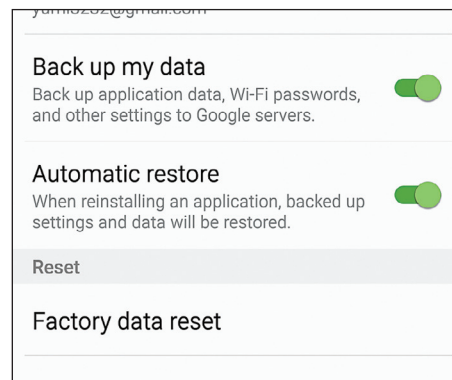 Back up my data
Back up application data, Wi-Fi passwords,
and other settings to Google servers.
Automatic restore
When reinstalling an application, backed up
settings and data will be restored.
Reset
Factory data reset